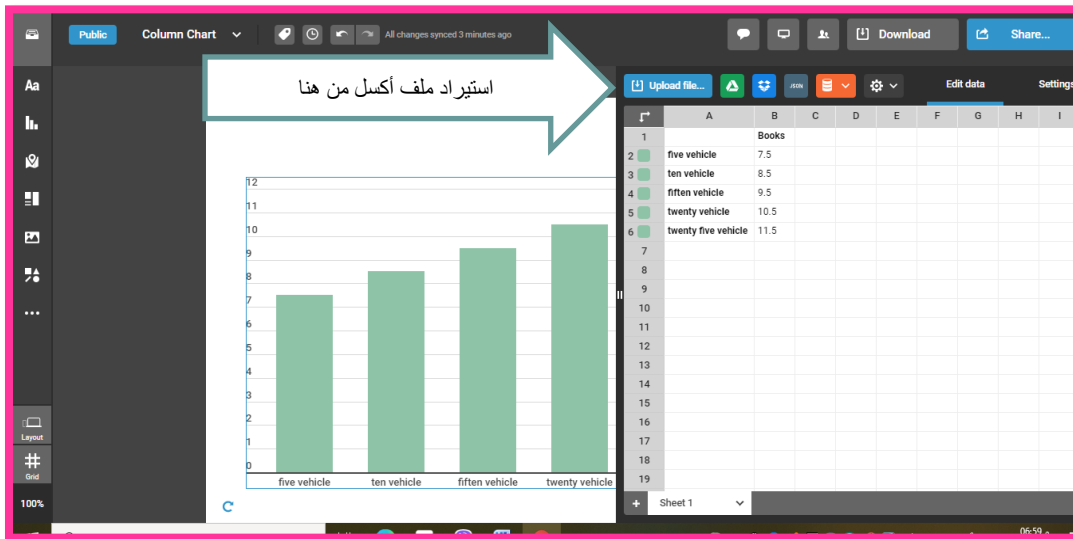 Public Column Chart All changes synced 3 minutes ago Download Share...
Aa
استيراد ملف أكسل من هنا
Upload file... JSON Edit data Settings
A B C D E F G H I
1 Books
2 five vehicle 7.5
3 ten vehicle 8.5
4 fiften vehicle 9.5
5 twenty vehicle 10.5
6 twenty five vehicle 11.5
7
8
9
10
11
12
13
14
15
16
17
18
19
12
11
10
9
8
7
6
5
4
3
2
1
0
five vehicle ten vehicle fiften vehicle twenty vehicle
Layout
Grid
100%
+ Sheet 1
06:59